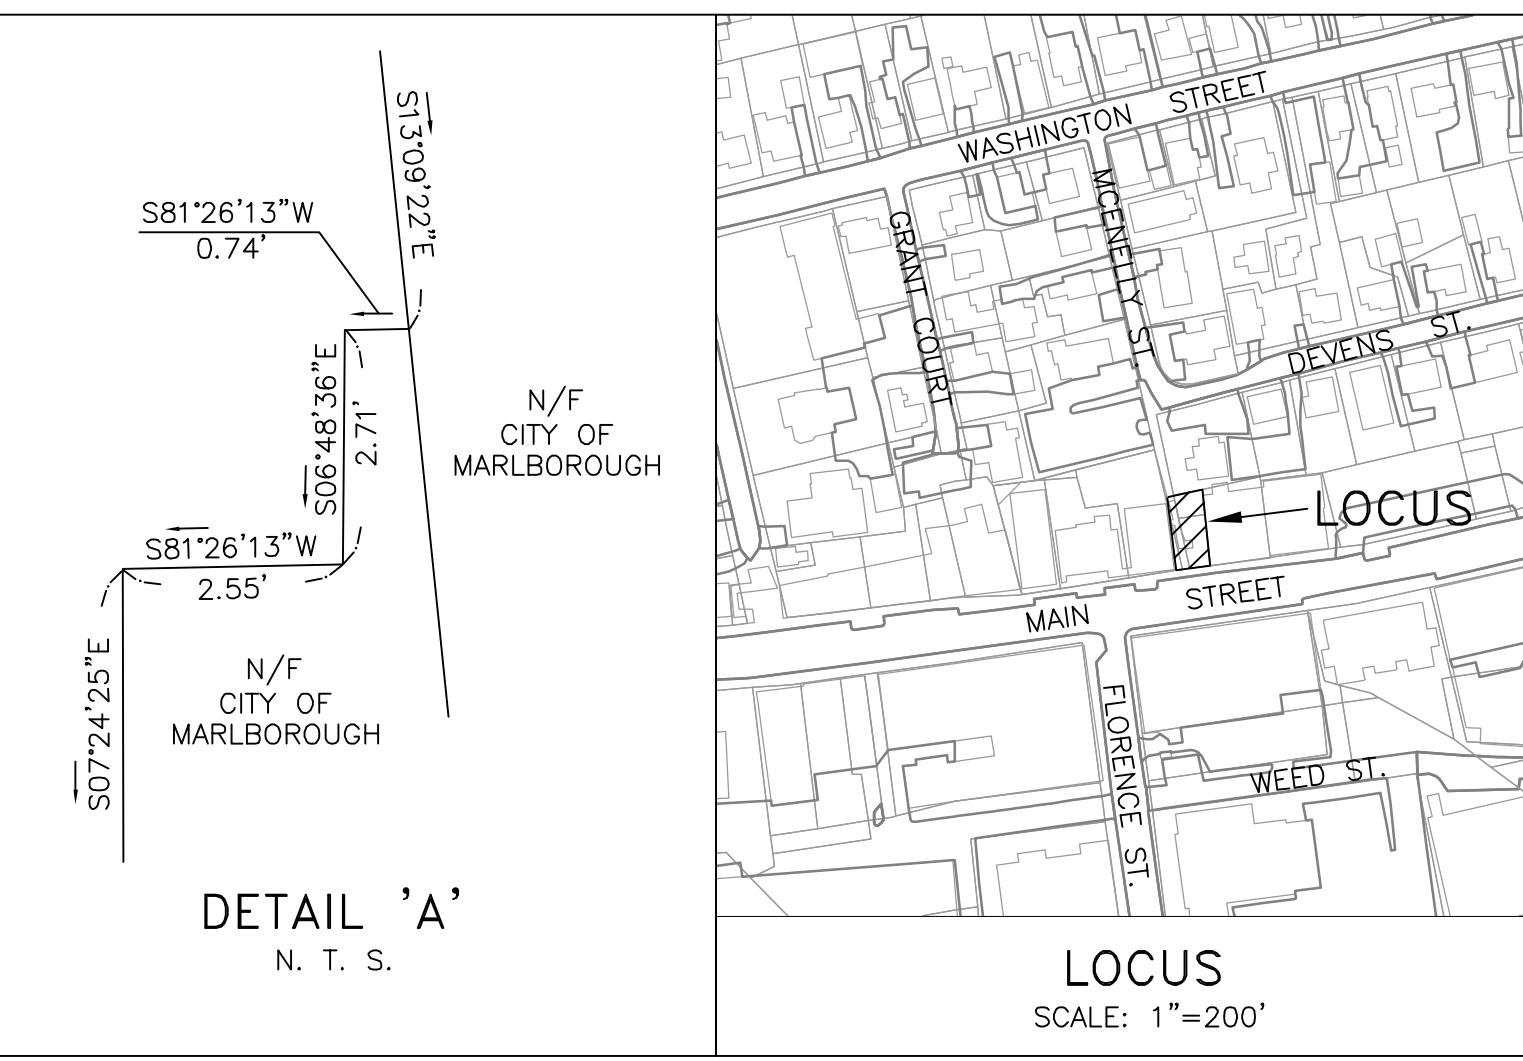 S13°09'22"E
S81°26'13"W
0.74'
S06°48'36"E
2.71'
N/F
CITY OF
MARLBOROUGH
S81°26'13"W
2.55'
S07°24'25"E
N/F
CITY OF
MARLBOROUGH
DETAIL 'A'
N. T. S.
WASHINGTON STREET
GRANT COURT
MCENELLY ST.
DEVENS ST.
LOCUS
MAIN STREET
FLORENCE ST.
WEED ST.
LOCUS
SCALE: 1"=200'